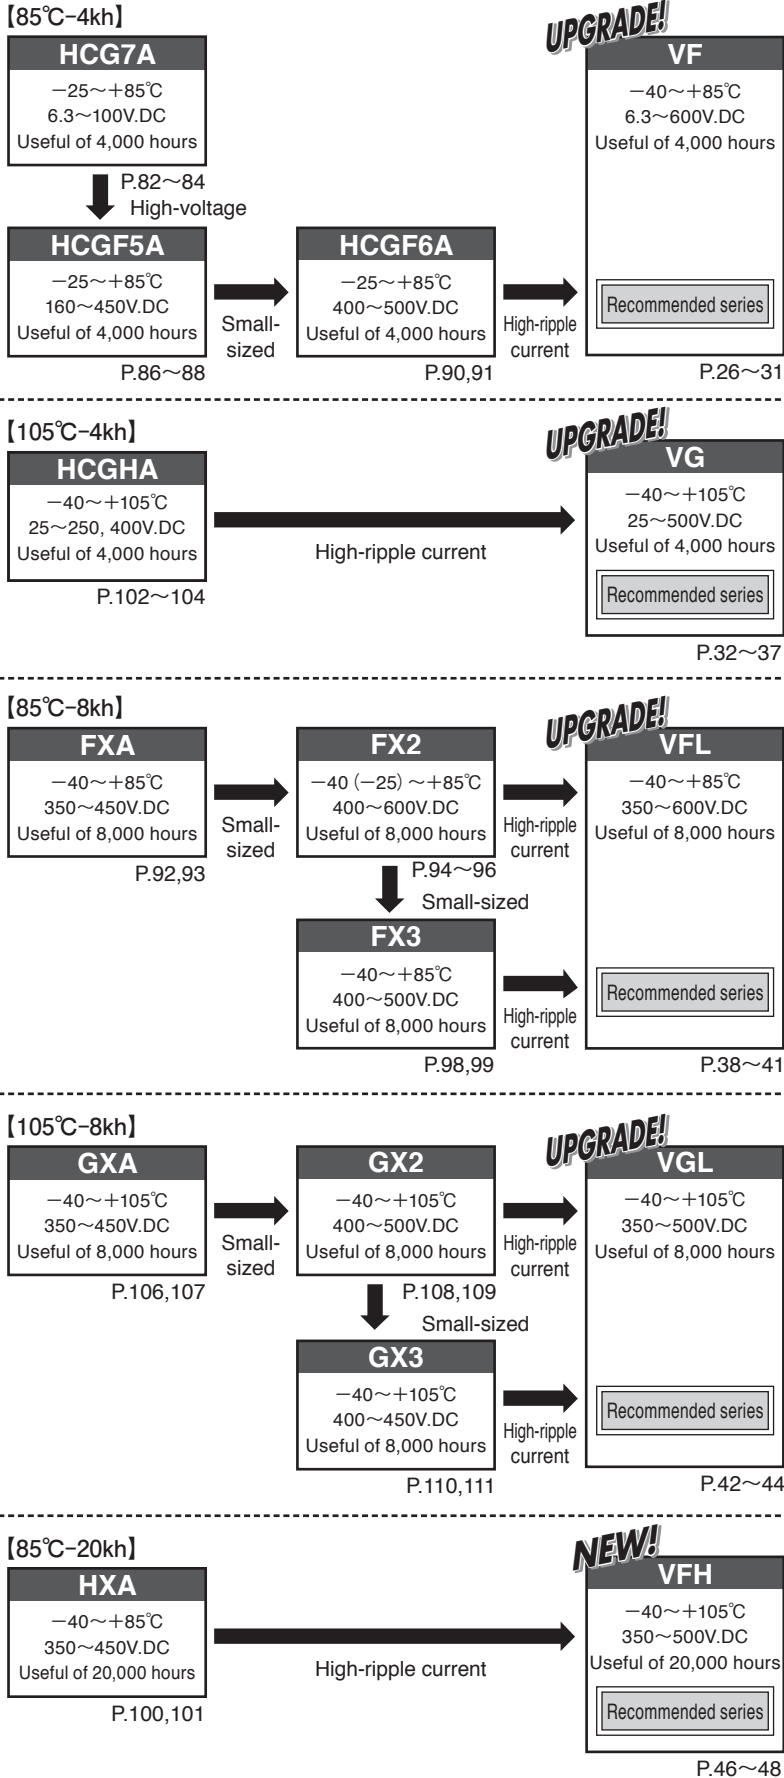 【85℃-4kh】
HCG7A
−25～＋85℃
6.3～100V.DC
Useful of 4,000 hours
P.82～84
High-voltage
HCGF5A
−25～＋85℃
160～450V.DC
Useful of 4,000 hours
P.86～88
Small-
sized
HCGF6A
−25～＋85℃
400～500V.DC
Useful of 4,000 hours
P.90,91
High-ripple
current
UPGRADE!
VF
−40～＋85℃
6.3～600V.DC
Useful of 4,000 hours
Recommended series
P.26～31
【105℃-4kh】
HCGHA
−40～＋105℃
25～250, 400V.DC
Useful of 4,000 hours
P.102～104
High-ripple current
UPGRADE!
VG
−40～＋105℃
25～500V.DC
Useful of 4,000 hours
Recommended series
P.32～37
【85℃-8kh】
FXA
−40～＋85℃
350～450V.DC
Useful of 8,000 hours
P.92,93
Small-
sized
FX2
−40 (−25) ～＋85℃
400～600V.DC
Useful of 8,000 hours
P.94～96
Small-sized
High-ripple
current
FX3
−40～＋85℃
400～500V.DC
Useful of 8,000 hours
P.98,99
High-ripple
current
UPGRADE!
VFL
−40～＋85℃
350～600V.DC
Useful of 8,000 hours
Recommended series
P.38～41
【105℃-8kh】
GXA
−40～＋105℃
350～450V.DC
Useful of 8,000 hours
P.106,107
Small-
sized
GX2
−40～＋105℃
400～500V.DC
Useful of 8,000 hours
P.108,109
Small-sized
High-ripple
current
GX3
−40～＋105℃
400～450V.DC
Useful of 8,000 hours
P.110,111
High-ripple
current
UPGRADE!
VGL
−40～＋105℃
350～500V.DC
Useful of 8,000 hours
Recommended series
P.42～44
【85℃-20kh】
HXA
−40～＋85℃
350～450V.DC
Useful of 20,000 hours
P.100,101
High-ripple current
NEW!
VFH
−40～＋105℃
350～500V.DC
Useful of 20,000 hours
Recommended series
P.46～48